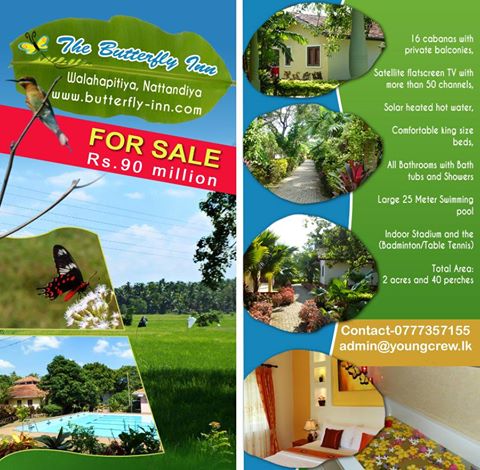 The Butterfly Inn
Walahapitiya, Nattandiya
www.butterfly-inn.com
FOR SALE
Rs.90 million
16 cabanas with
private balconies,
Satellite flatscreen TV with
more than 50 channels,
Solar heated hot water,
Comfortable king size
beds,
All Bathrooms with Bath
tubs and Showers
Large 25 Meter Swimming
pool
Indoor Stadium and the
(Badminton/Table Tennis)
Total Area:
2 acres and 40 perches
Contact-0777357155
admin@youngcrew.lk